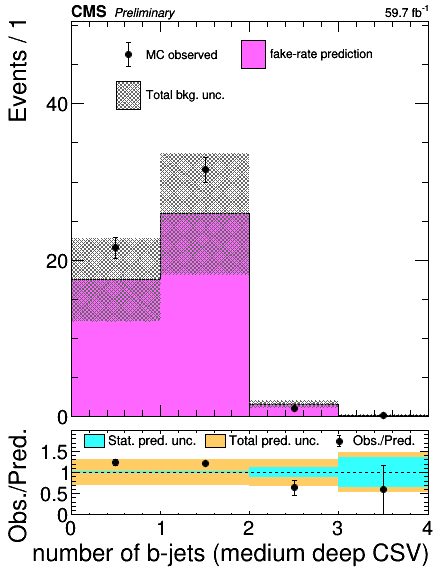 CMS Preliminary 59.7 fb⁻¹
Events / 1
MC observed fake-rate prediction
Total bkg. unc.
40
20
0
Obs./Pred.
Stat. pred. unc. Total pred. unc. Obs./Pred.
1.5
1
0.5
0
0 1 2 3 4
number of b-jets (medium deep CSV)